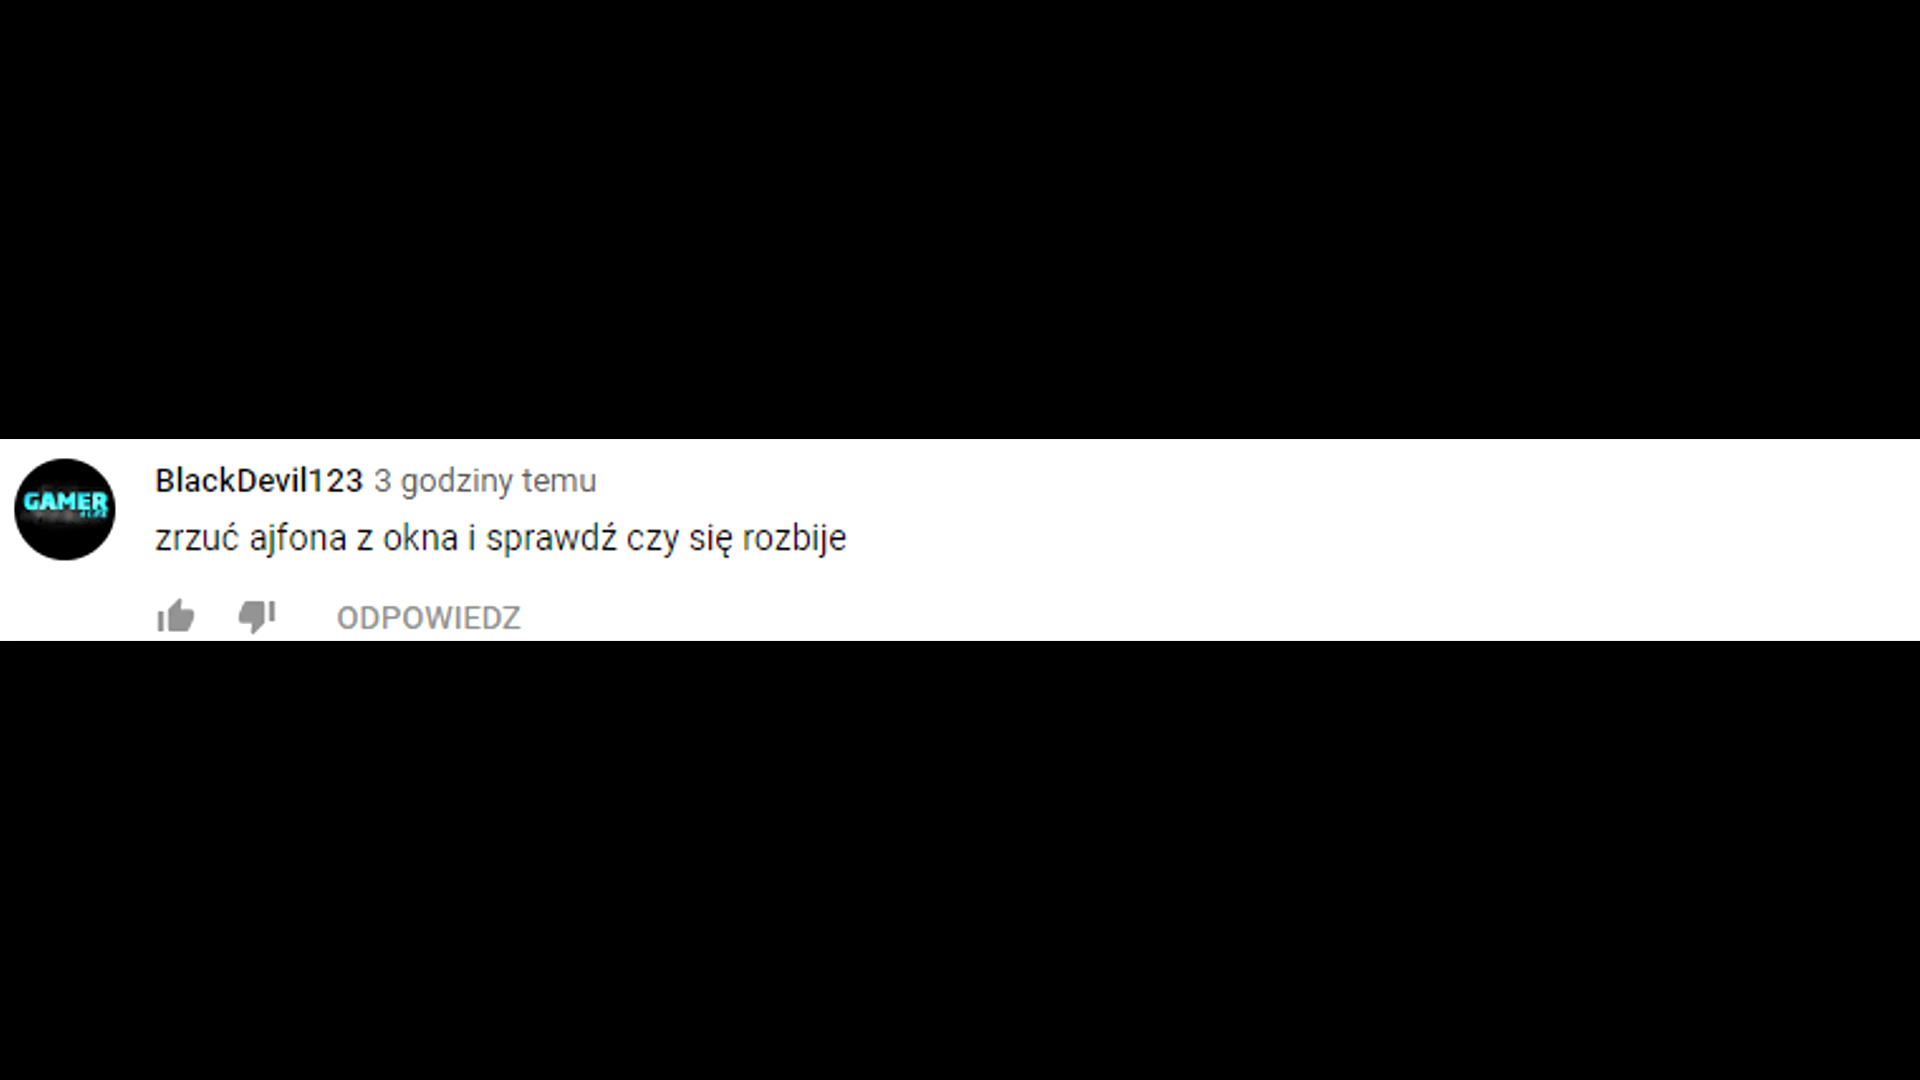 GAMER
BlackDevil123 3 godziny temu
zrzuć ajfona z okna i sprawdź czy się rozbije
ODPOWIEDZ